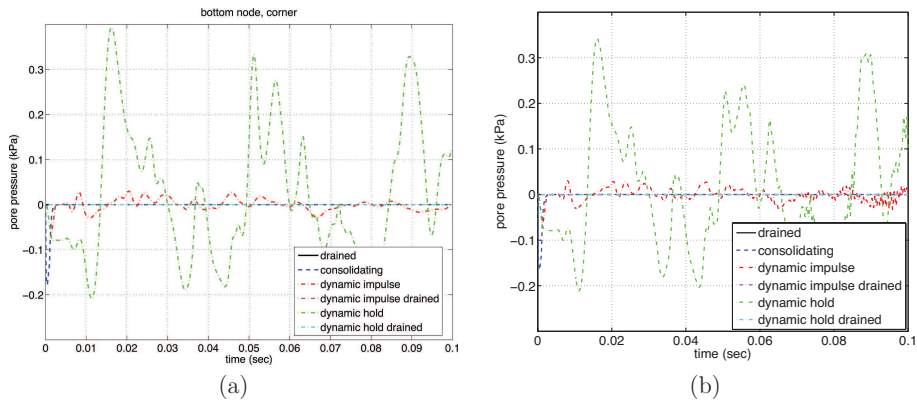 bottom node, corner
pore pressure (kPa)
0.3
0.2
0.1
0
−0.1
−0.2
drained
consolidating
dynamic impulse
dynamic impulse drained
dynamic hold
dynamic hold drained
0 0.01 0.02 0.03 0.04 0.05 0.06 0.07 0.08 0.09 0.1
time (sec)
(a)
pore pressure (kPa)
0.3
0.2
0.1
0
−0.1
−0.2
drained
consolidating
dynamic impulse
dynamic impulse drained
dynamic hold
dynamic hold drained
0 0.02 0.04 0.06 0.08 0.1
time (sec)
(b)